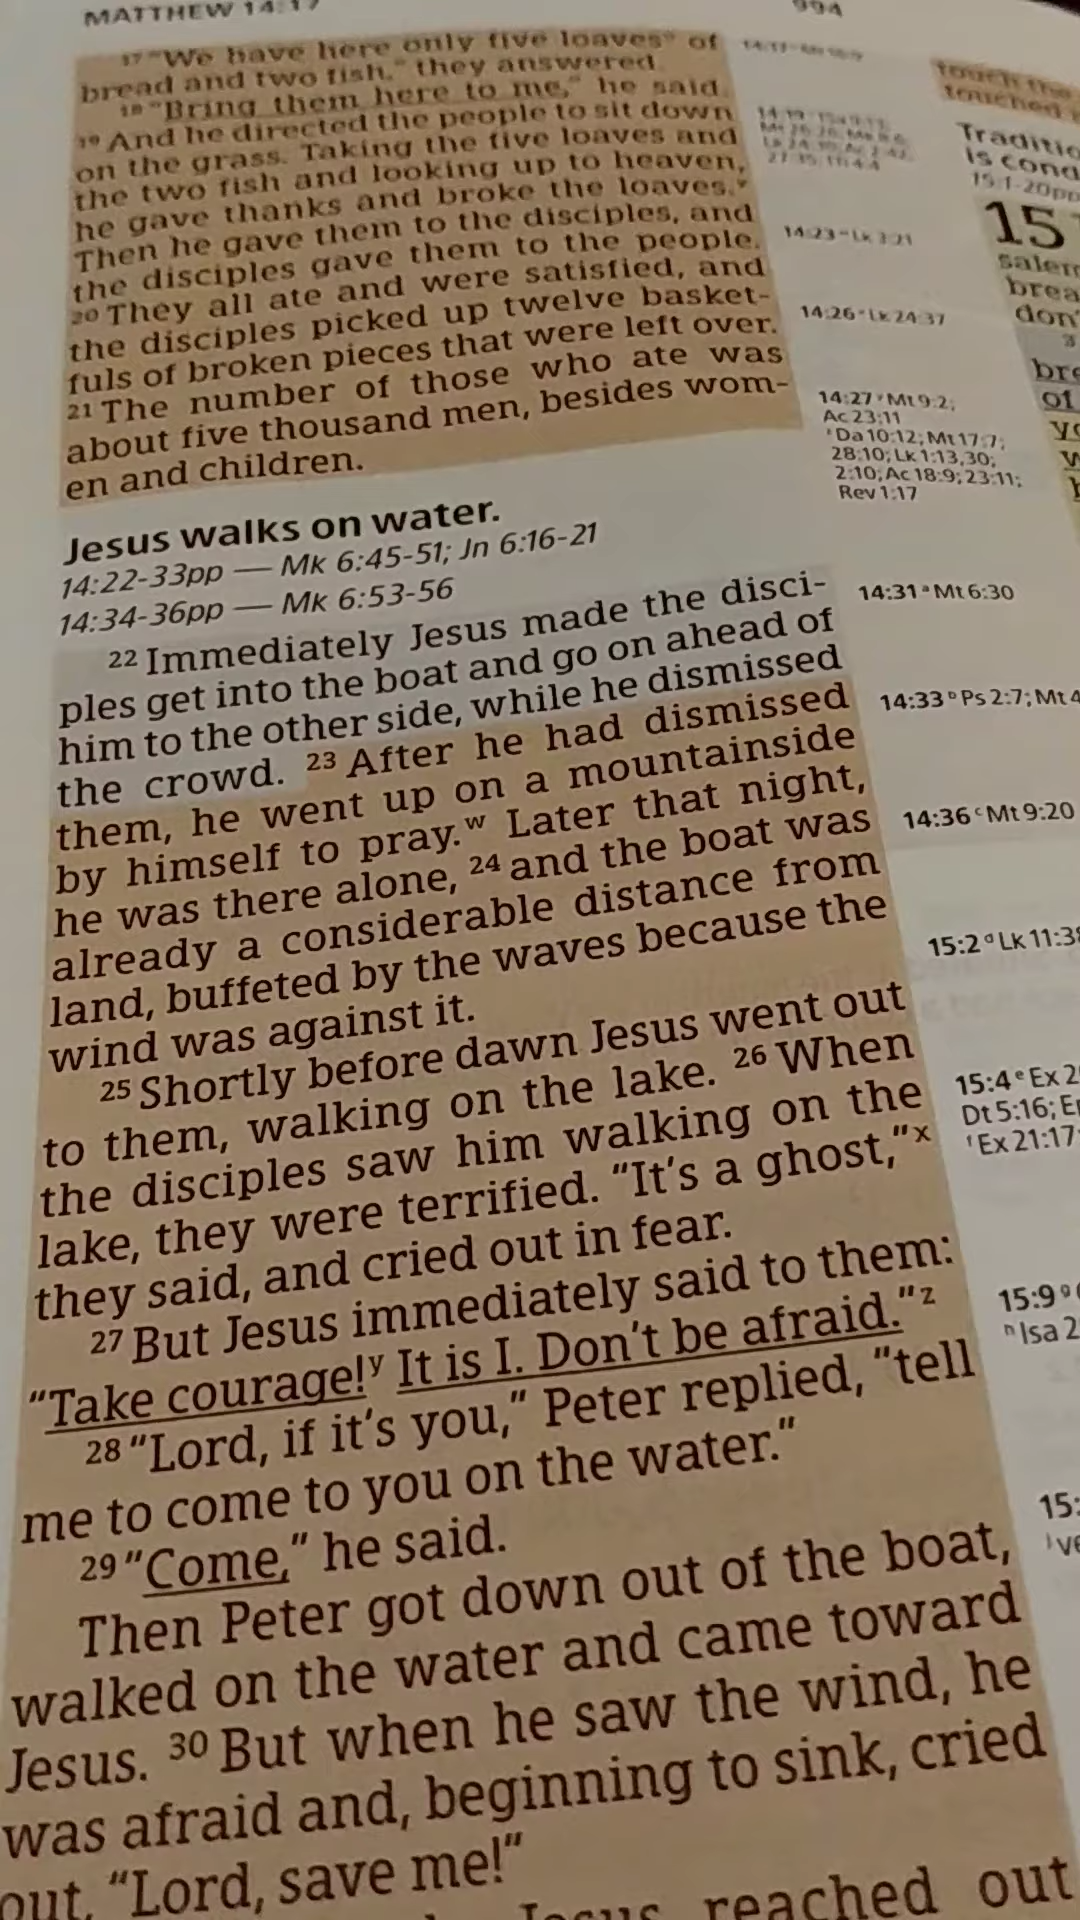 MATTHEW 14:17
994
17 "We have here only five loaves u of
bread and two fish," they answered.
18 "Bring them here to me," he said.
19 And he directed the people to sit down
on the grass. Taking the five loaves and
the two fish and looking up to heaven,
he gave thanks and broke the loaves. v
Then he gave them to the disciples, and
the disciples gave them to the people.
20 They all ate and were satisfied, and
the disciples picked up twelve basket-
fuls of broken pieces that were left over.
21 The number of those who ate was
about five thousand men, besides wom-
en and children.
Jesus walks on water.
14:22-33pp — Mk 6:45-51; Jn 6:16-21
14:34-36pp — Mk 6:53-56
22 Immediately Jesus made the disci-
ples get into the boat and go on ahead of
him to the other side, while he dismissed
the crowd. 23 After he had dismissed
them, he went up on a mountainside
by himself to pray. w Later that night,
he was there alone, 24 and the boat was
already a considerable distance from
land, buffeted by the waves because the
wind was against it.
25 Shortly before dawn Jesus went out
to them, walking on the lake. 26 When
the disciples saw him walking on the
lake, they were terrified. "It's a ghost," x
they said, and cried out in fear.
27 But Jesus immediately said to them:
"Take courage! y It is I. Don't be afraid." z
28 "Lord, if it's you," Peter replied, "tell
me to come to you on the water."
29 "Come," he said.
Then Peter got down out of the boat,
walked on the water and came toward
Jesus. 30 But when he saw the wind, he
was afraid and, beginning to sink, cried
out, "Lord, save me!"
Jesus reached out
14:23 w Lk 3:21
14:26 x Lk 24:37
14:27 y Mt 9:2;
Ac 23:11
z Da 10:12; Mt 17:7;
28:10; Lk 1:13,30;
2:10; Ac 18:9; 23:11;
Rev 1:17
14:31 a Mt 6:30
14:33 b Ps 2:7; Mt 4
14:36 c Mt 9:20
15:2 d Lk 11:38
15:4 e Ex 2
Dt 5:16; Ep
f Ex 21:17
15:9 g
h Isa 2
15:
touch the
touched
Traditio
is cond
15:1-20pp
15
salem
brea
don'
3
bre
of
yo